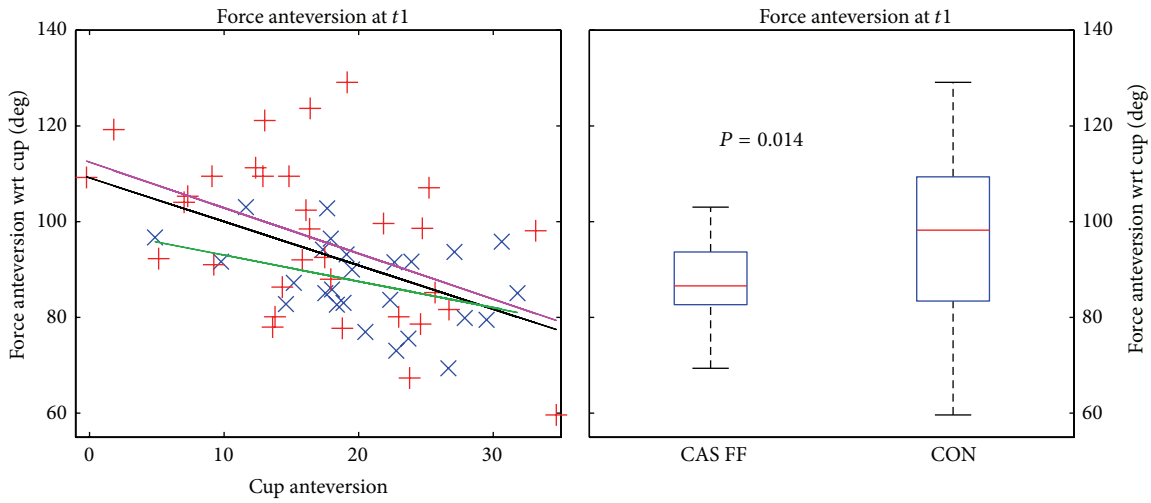 Force anteversion at t1
Force anteversion wrt cup (deg)
140
120
100
80
60
0
10
20
30
Cup anteversion
Force anteversion at t1
P = 0.014
CAS FF
CON
140
120
100
80
60
Force anteversion wrt cup (deg)